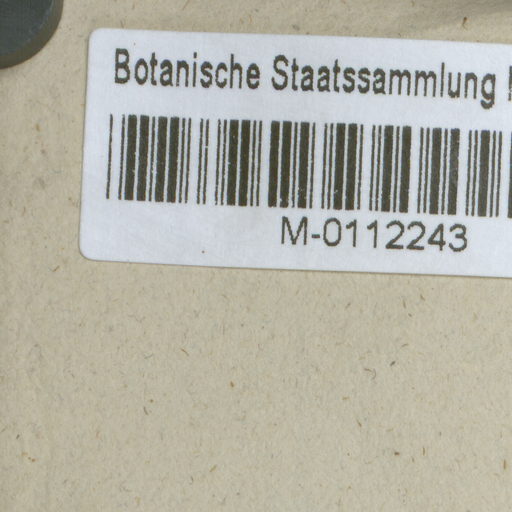 Botanische Staatssammlung
M-0112243